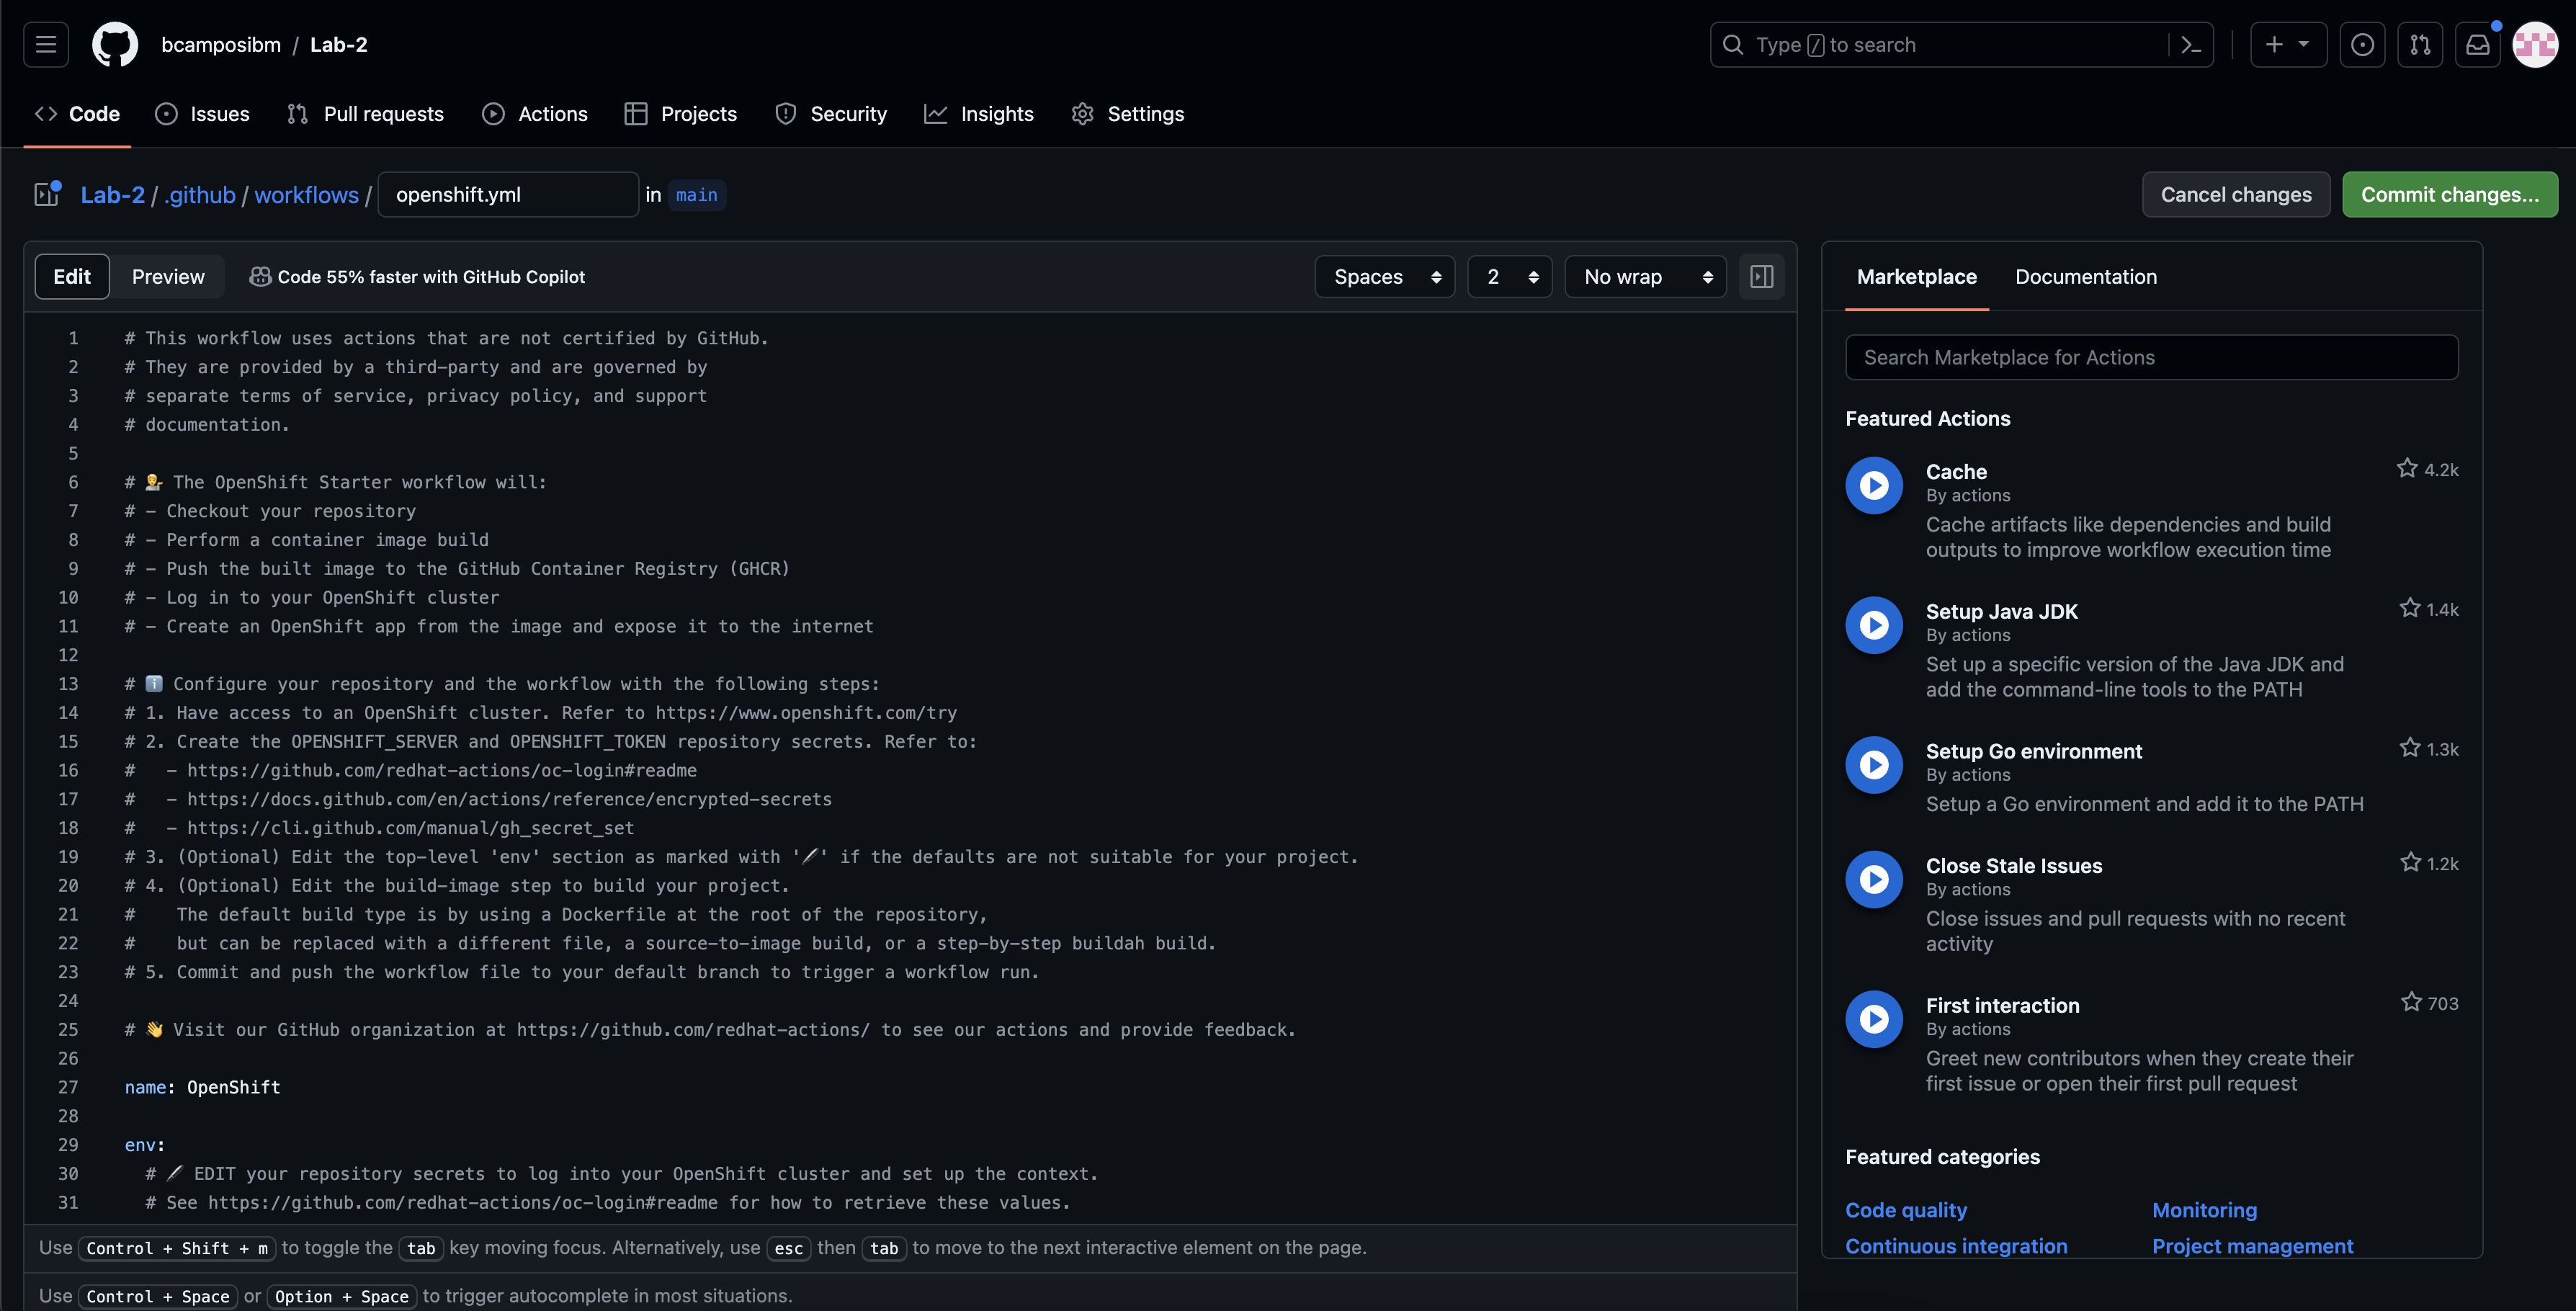 bcamposibm / Lab-2
Type / to search
Code
Issues
Pull requests
Actions
Projects
Security
Insights
Settings
Lab-2 / .github / workflows / openshift.yml in main
Cancel changes
Commit changes...
Edit
Preview
Code 55% faster with GitHub Copilot
Spaces
2
No wrap
1 # This workflow uses actions that are not certified by GitHub.
2 # They are provided by a third-party and are governed by
3 # separate terms of service, privacy policy, and support
4 # documentation.
5
6 # 💁 The OpenShift Starter workflow will:
7 # - Checkout your repository
8 # - Perform a container image build
9 # - Push the built image to the GitHub Container Registry (GHCR)
10 # - Log in to your OpenShift cluster
11 # - Create an OpenShift app from the image and expose it to the internet
12
13 # ℹ️ Configure your repository and the workflow with the following steps:
14 # 1. Have access to an OpenShift cluster. Refer to https://www.openshift.com/try
15 # 2. Create the OPENSHIFT_SERVER and OPENSHIFT_TOKEN repository secrets. Refer to:
16 #   - https://github.com/redhat-actions/oc-login#readme
17 #   - https://docs.github.com/en/actions/reference/encrypted-secrets
18 #   - https://cli.github.com/manual/gh_secret_set
19 # 3. (Optional) Edit the top-level 'env' section as marked with '🖊️' if the defaults are not suitable for your project.
20 # 4. (Optional) Edit the build-image step to build your project.
21 #    The default build type is by using a Dockerfile at the root of the repository,
22 #    but can be replaced with a different file, a source-to-image build, or a step-by-step buildah build.
23 # 5. Commit and push the workflow file to your default branch to trigger a workflow run.
24
25 # 👋 Visit our GitHub organization at https://github.com/redhat-actions/ to see our actions and provide feedback.
26
27 name: OpenShift
28
29 env:
30   # 🖊️ EDIT your repository secrets to log into your OpenShift cluster and set up the context.
31   # See https://github.com/redhat-actions/oc-login#readme for how to retrieve these values.
Use Control + Shift + m to toggle the tab key moving focus. Alternatively, use esc then tab to move to the next interactive element on the page.
Use Control + Space or Option + Space to trigger autocomplete in most situations.
Marketplace
Documentation
Search Marketplace for Actions
Featured Actions
Cache
4.2k
By actions
Cache artifacts like dependencies and build
outputs to improve workflow execution time
Setup Java JDK
1.4k
By actions
Set up a specific version of the Java JDK and
add the command-line tools to the PATH
Setup Go environment
1.3k
By actions
Setup a Go environment and add it to the PATH
Close Stale Issues
1.2k
By actions
Close issues and pull requests with no recent
activity
First interaction
703
By actions
Greet new contributors when they create their
first issue or open their first pull request
Featured categories
Code quality
Monitoring
Continuous integration
Project management